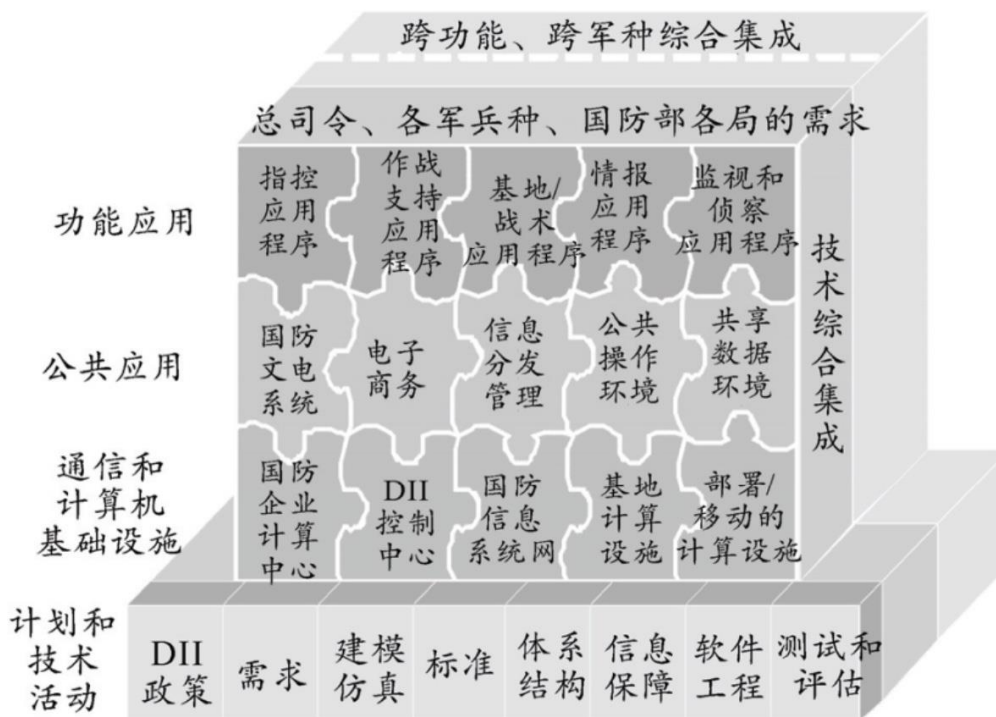 跨功能、跨军种综合集成
总司令、各军兵种、国防部各局的需求
功能应用
指控
应用
程序
作战
支持
应用
程序
基地/
战术
应用程序
情报
应用
程序
监视和
侦察
应用程序
技术综合集成
公共应用
国防
文电
系统
电子
商务
信息
分发
管理
公共
操作
环境
共享
数据
环境
通信和
计算机
基础设施
国防
企业
计算
中心
DII
控制
中心
国防
信息
系统网
基地
计算
设施
部署/
移动的
计算设施
计划和
技术
活动
DII
政策
需求
建模
仿真
标准
体系
结构
信息
保障
软件
工程
测试和
评估